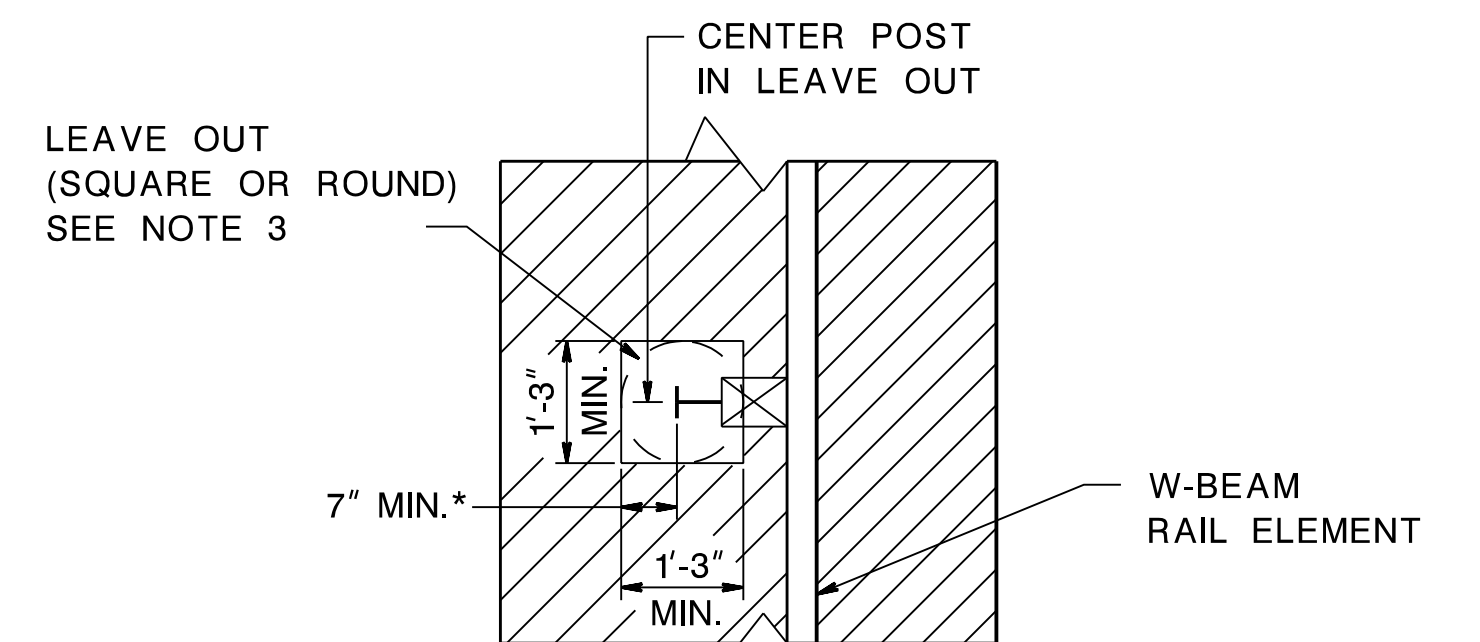 CENTER POST
IN LEAVE OUT
LEAVE OUT
(SQUARE OR ROUND)
SEE NOTE 3
1'-3"
MIN.
7" MIN.*
1'-3"
MIN.
W-BEAM
RAIL ELEMENT